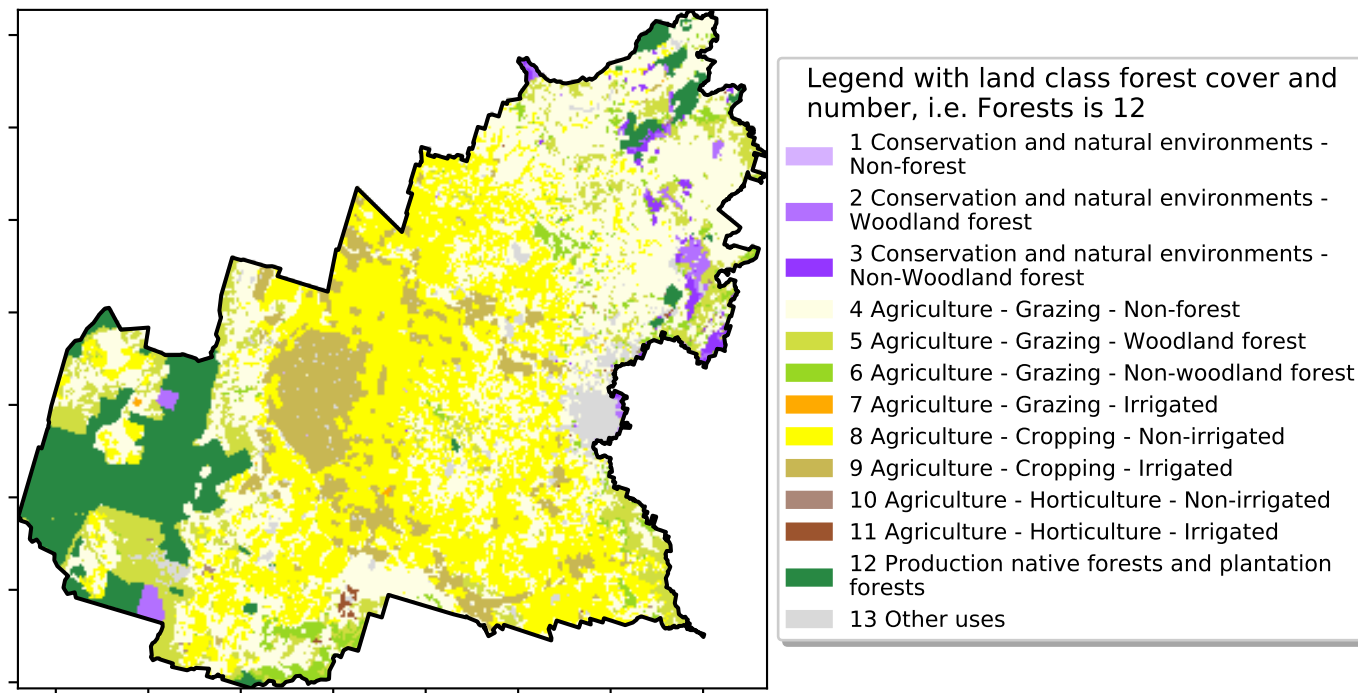 Legend with land class forest cover and
number, i.e. Forests is 12
1 Conservation and natural environments -
Non-forest
2 Conservation and natural environments -
Woodland forest
3 Conservation and natural environments -
Non-Woodland forest
4 Agriculture - Grazing - Non-forest
5 Agriculture - Grazing - Woodland forest
6 Agriculture - Grazing - Non-woodland forest
7 Agriculture - Grazing - Irrigated
8 Agriculture - Cropping - Non-irrigated
9 Agriculture - Cropping - Irrigated
10 Agriculture - Horticulture - Non-irrigated
11 Agriculture - Horticulture - Irrigated
12 Production native forests and plantation
forests
13 Other uses